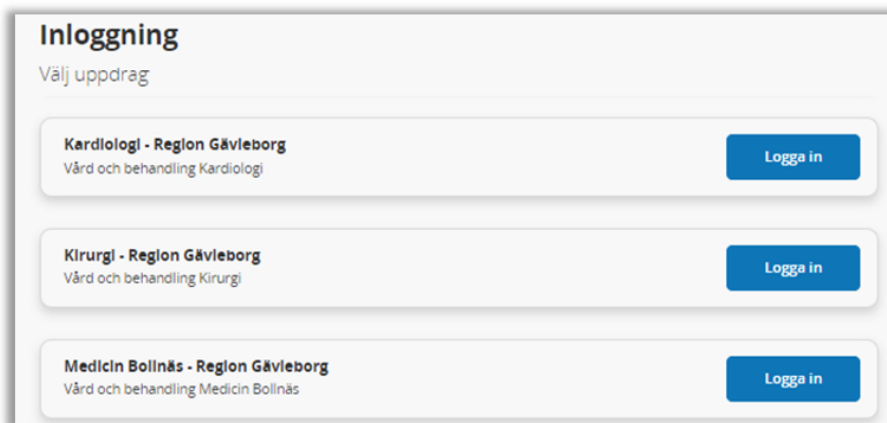 Inloggning
Välj uppdrag
Kardiologi - Region Gävleborg
Vård och behandling Kardiologi
Logga in
Kirurgi - Region Gävleborg
Vård och behandling Kirurgi
Logga in
Medicin Bollnäs - Region Gävleborg
Vård och behandling Medicin Bollnäs
Logga in